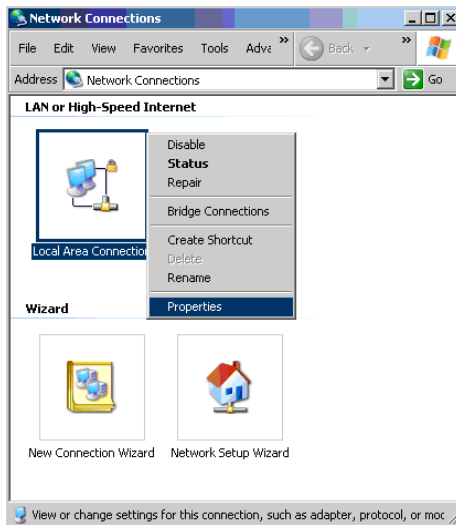 Network Connections
File Edit View Favorites Tools Adva » Back »
Address Network Connections Go
LAN or High-Speed Internet
Local Area Connection
Disable
Status
Repair
Bridge Connections
Create Shortcut
Delete
Rename
Properties
Wizard
New Connection Wizard Network Setup Wizard
View or change settings for this connection, such as adapter, protocol, or moc